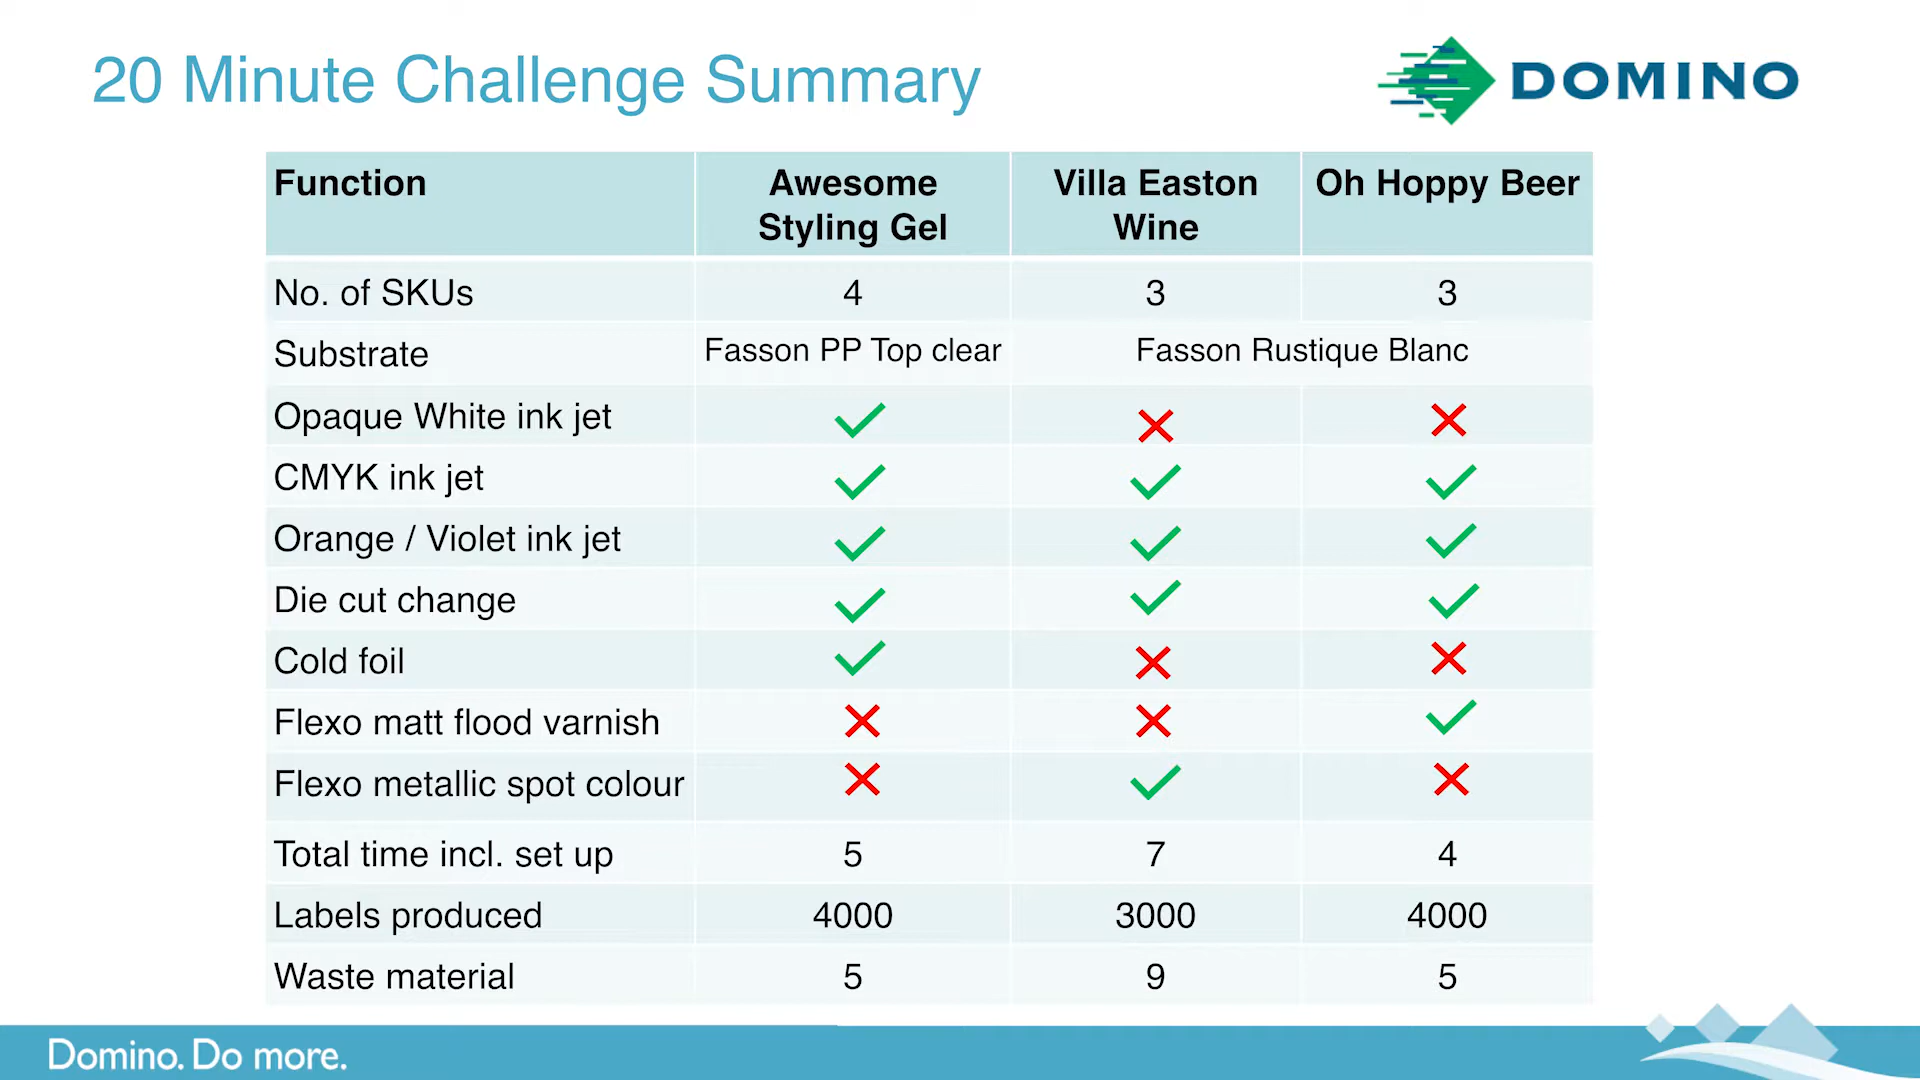 20 Minute Challenge Summary
DOMINO
Function
Awesome
Styling Gel
Villa Easton
Wine
Oh Hoppy Beer
No. of SKUs 4 3 3
Substrate Fasson PP Top clear Fasson Rustique Blanc
Opaque White ink jet
CMYK ink jet
Orange / Violet ink jet
Die cut change
Cold foil
Flexo matt flood varnish
Flexo metallic spot colour
Total time incl. set up 5 7 4
Labels produced 4000 3000 4000
Waste material 5 9 5
Domino. Do more.